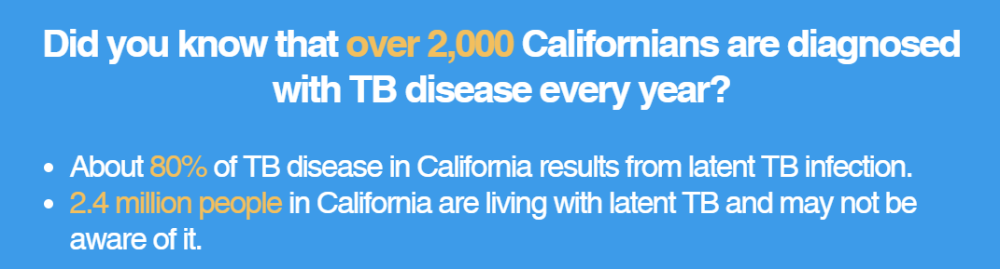 Did you know that over 2,000 Californians are diagnosed
with TB disease every year?
• About 80% of TB disease in California results from latent TB infection.
• 2.4 million people in California are living with latent TB and may not be
aware of it.